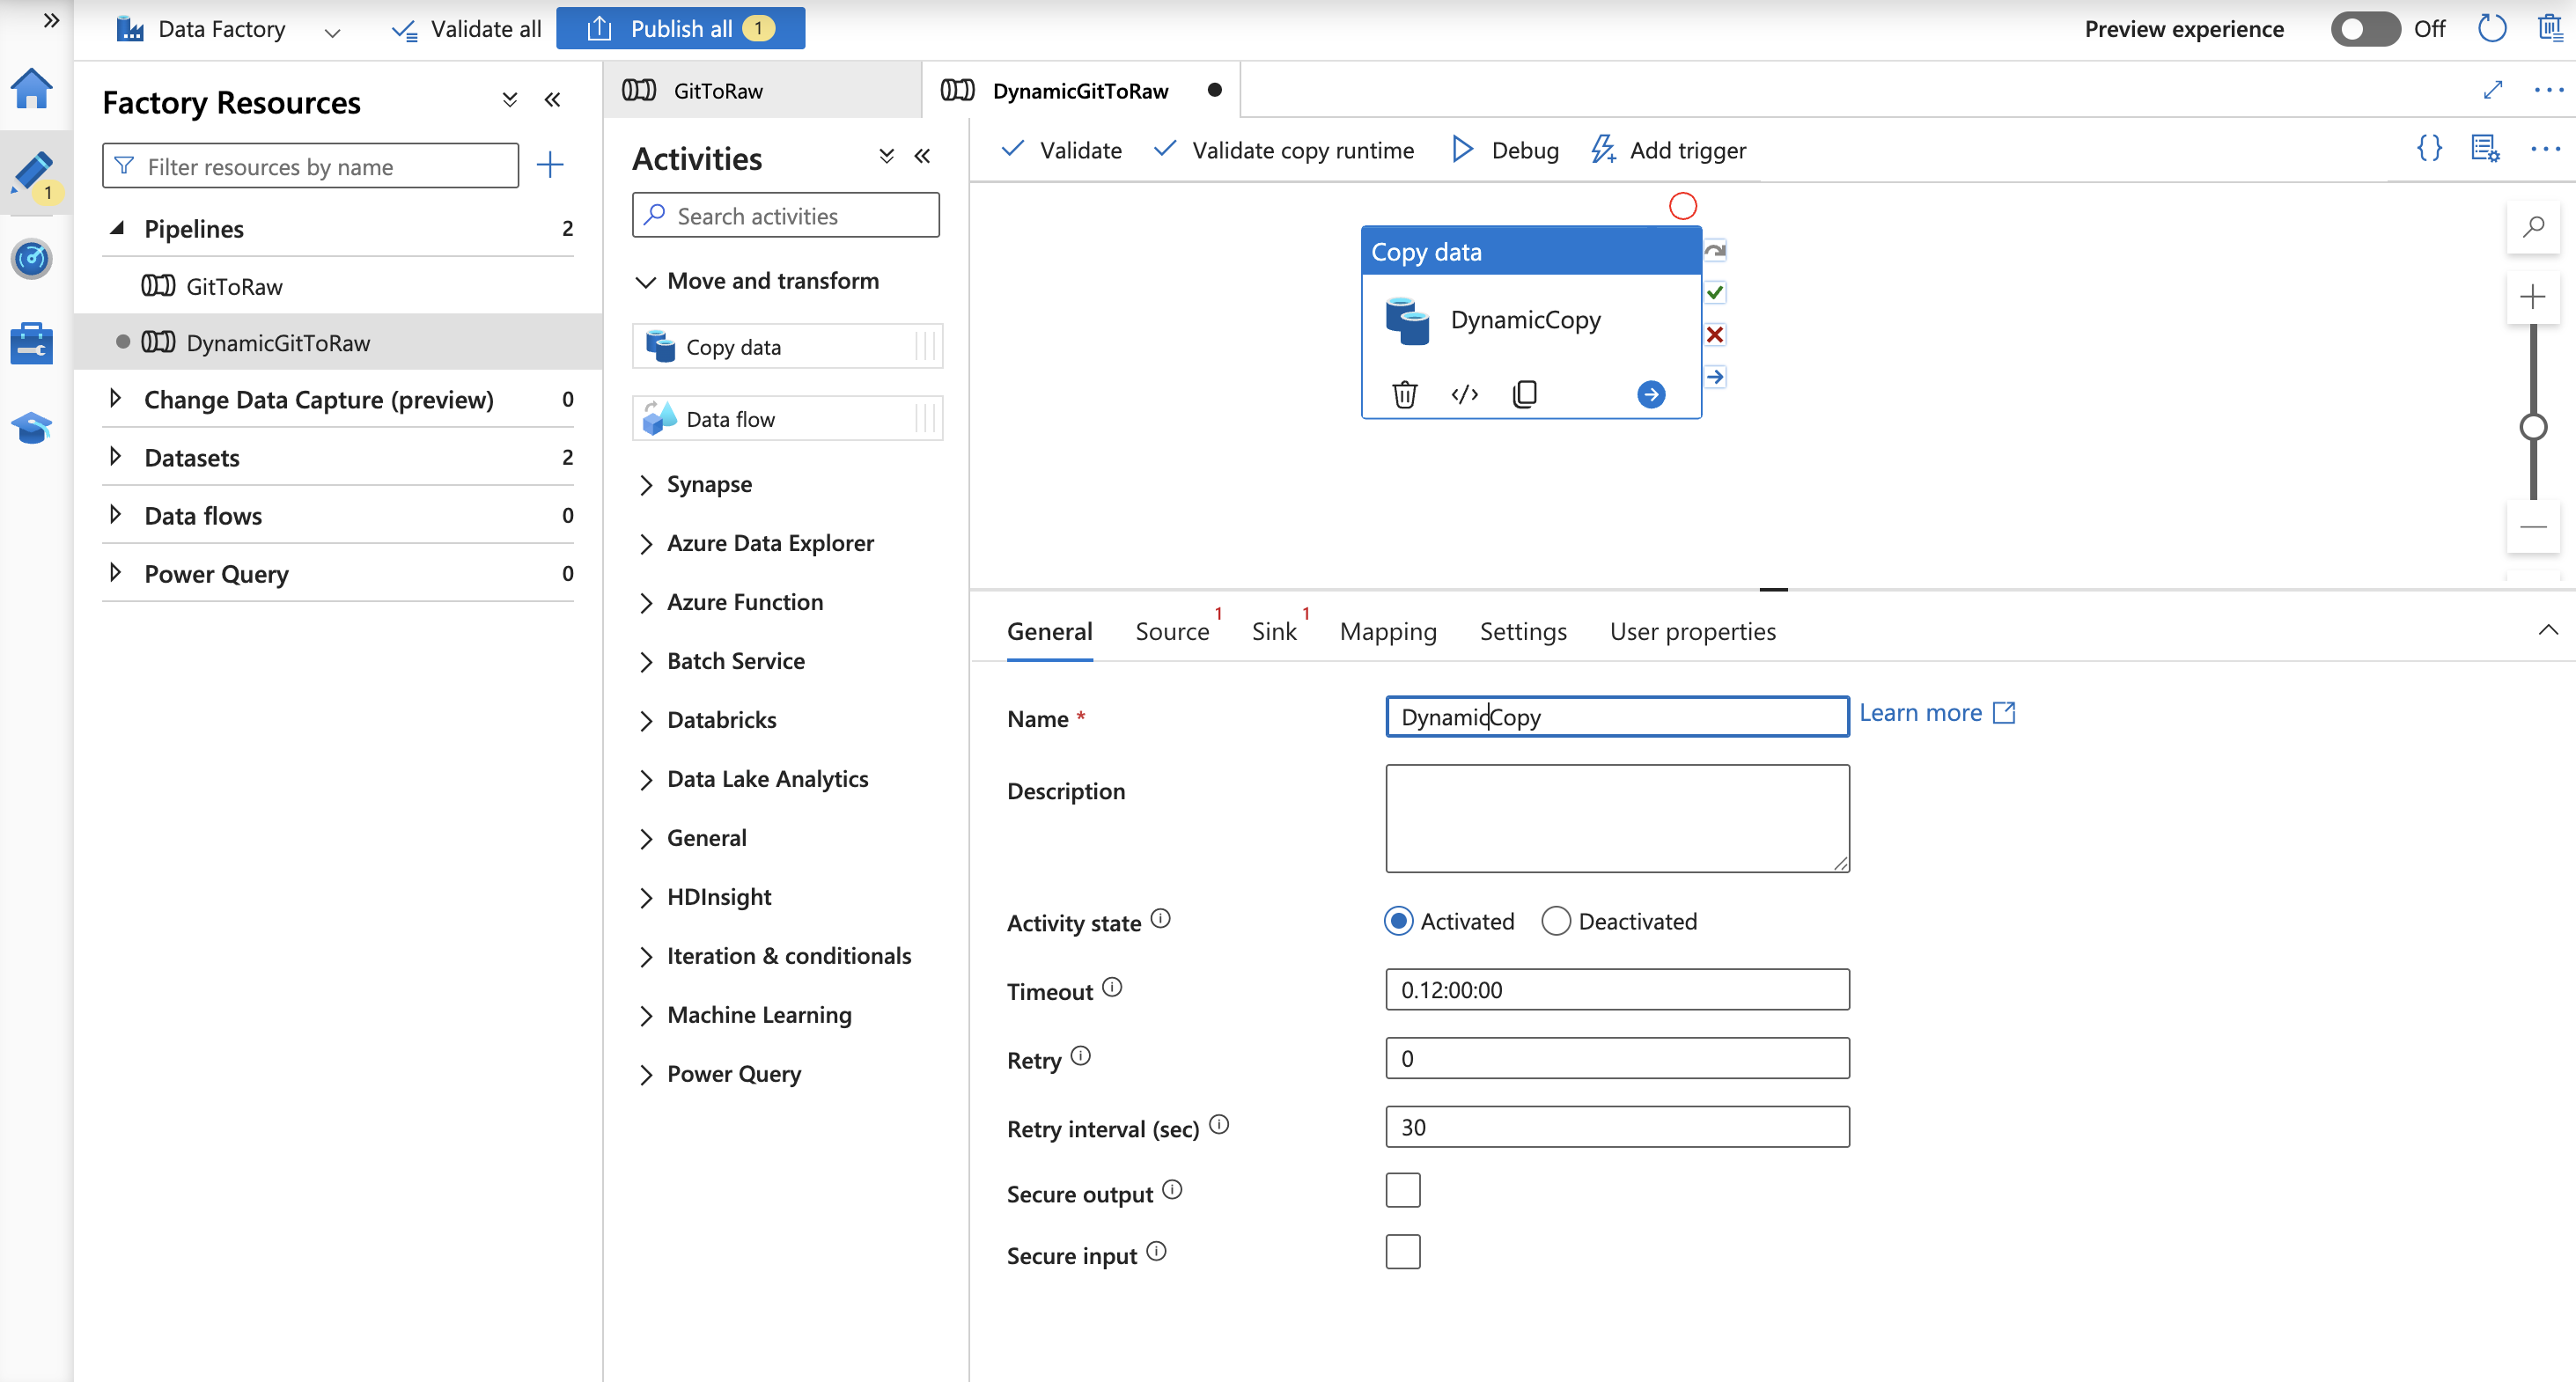 Data Factory
Validate all
Publish all 1
Preview experience
Off
1
Factory Resources
Filter resources by name
Pipelines 2
GitToRaw
DynamicGitToRaw
Change Data Capture (preview) 0
Datasets 2
Data flows 0
Power Query 0
GitToRaw
DynamicGitToRaw
Activities
Search activities
Move and transform
Copy data
Data flow
Synapse
Azure Data Explorer
Azure Function
Batch Service
Databricks
Data Lake Analytics
General
HDInsight
Iteration & conditionals
Machine Learning
Power Query
Validate
Validate copy runtime
Debug
Add trigger
Copy data
DynamicCopy
General
Source 1
Sink 1
Mapping
Settings
User properties
Name *
DynamicCopy
Learn more
Description
Activity state
Activated
Deactivated
Timeout
0.12:00:00
Retry
0
Retry interval (sec)
30
Secure output
Secure input